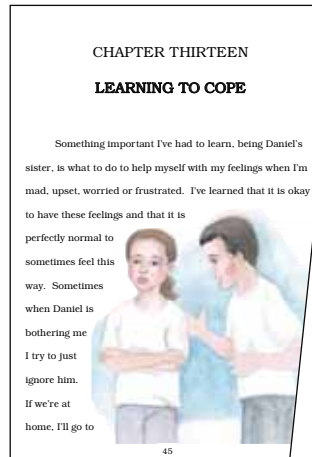 CHAPTER THIRTEEN
LEARNING TO COPE
Something important I've had to learn, being Daniel's
sister, is what to do to help myself with my feelings when I'm
mad, upset, worried or frustrated. I've learned that it is okay
to have these feelings and that it is
perfectly normal to
sometimes feel this
way. Sometimes
when Daniel is
bothering me
I try to just
ignore him.
If we're at
home, I'll go to
45